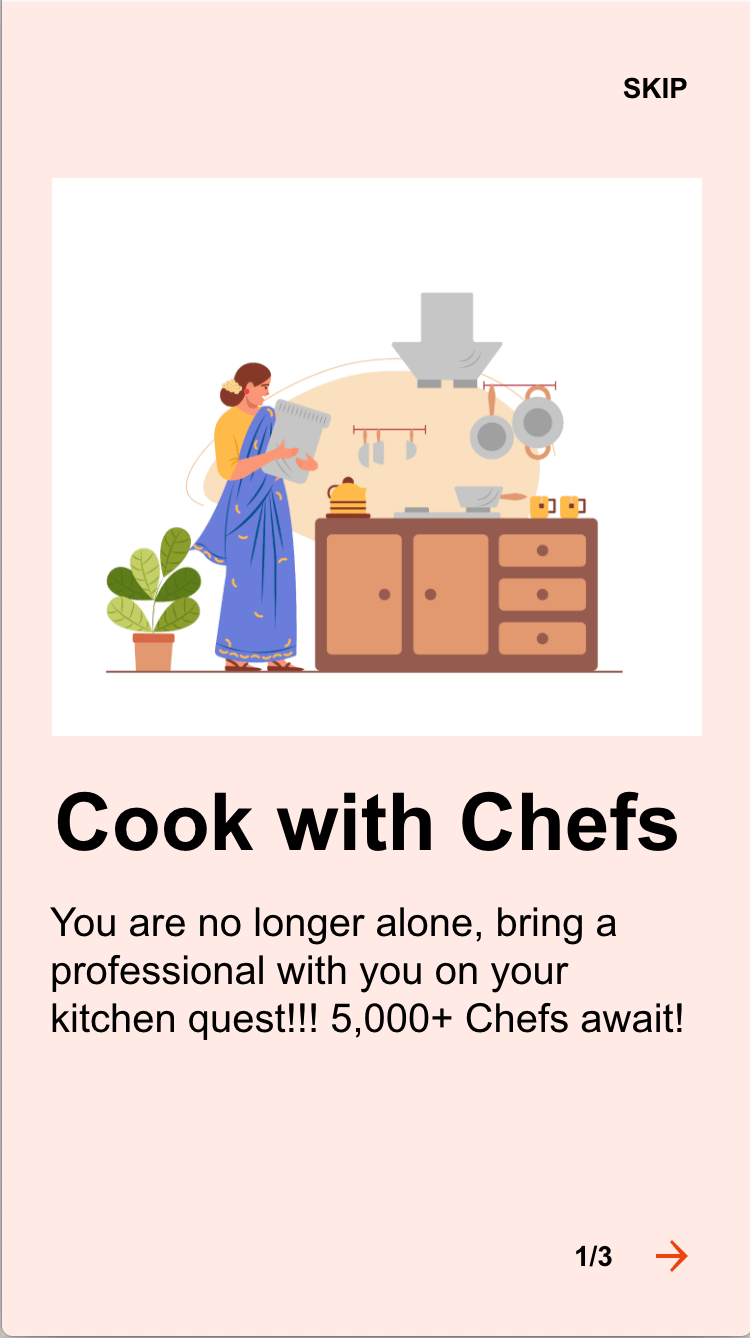 SKIP
Cook with Chefs
You are no longer alone, bring a
professional with you on your
kitchen quest!!! 5,000+ Chefs await!
1/3